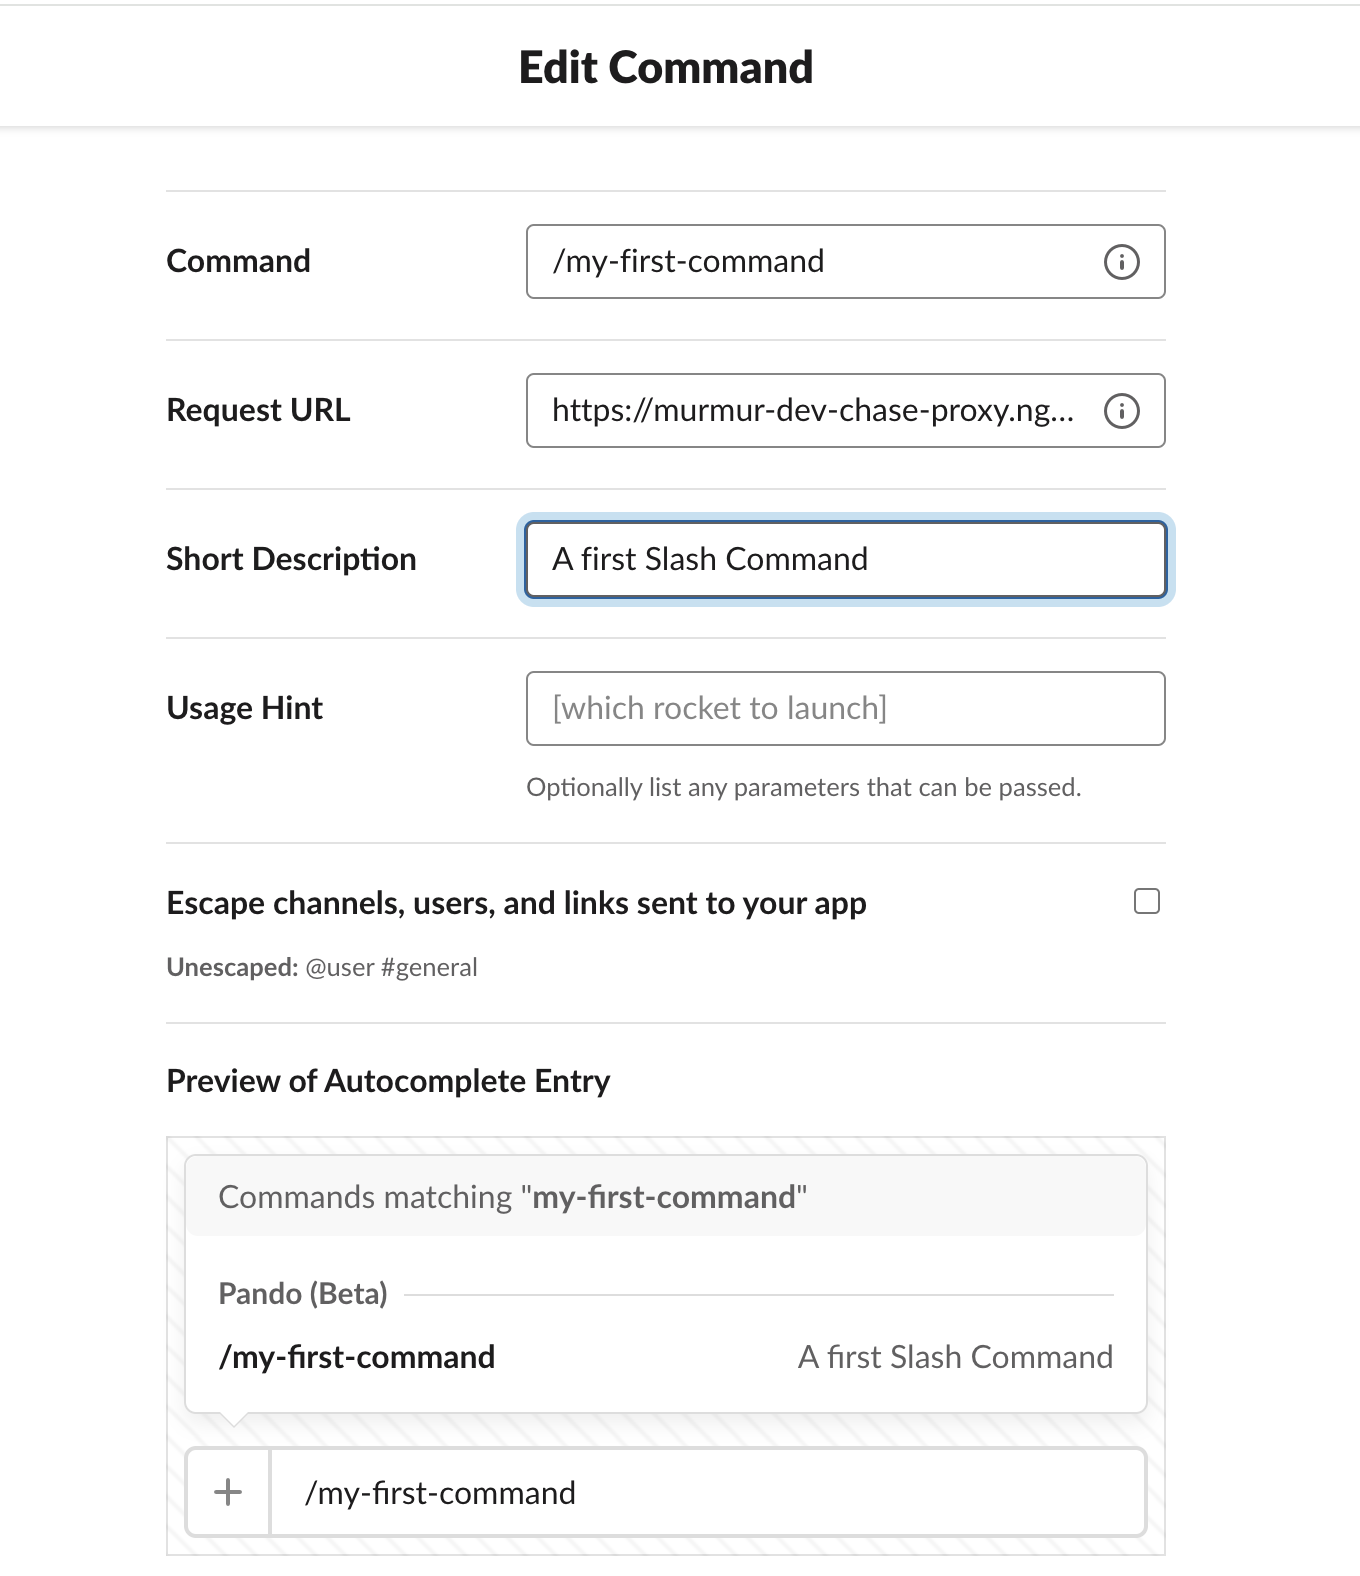 Edit Command
Command
/my-first-command
Request URL
https://murmur-dev-chase-proxy.ng...
Short Description
A first Slash Command
Usage Hint
[which rocket to launch]
Optionally list any parameters that can be passed.
Escape channels, users, and links sent to your app
Unescaped: @user #general
Preview of Autocomplete Entry
Commands matching "my-first-command"
Pando (Beta)
/my-first-command A first Slash Command
/my-first-command